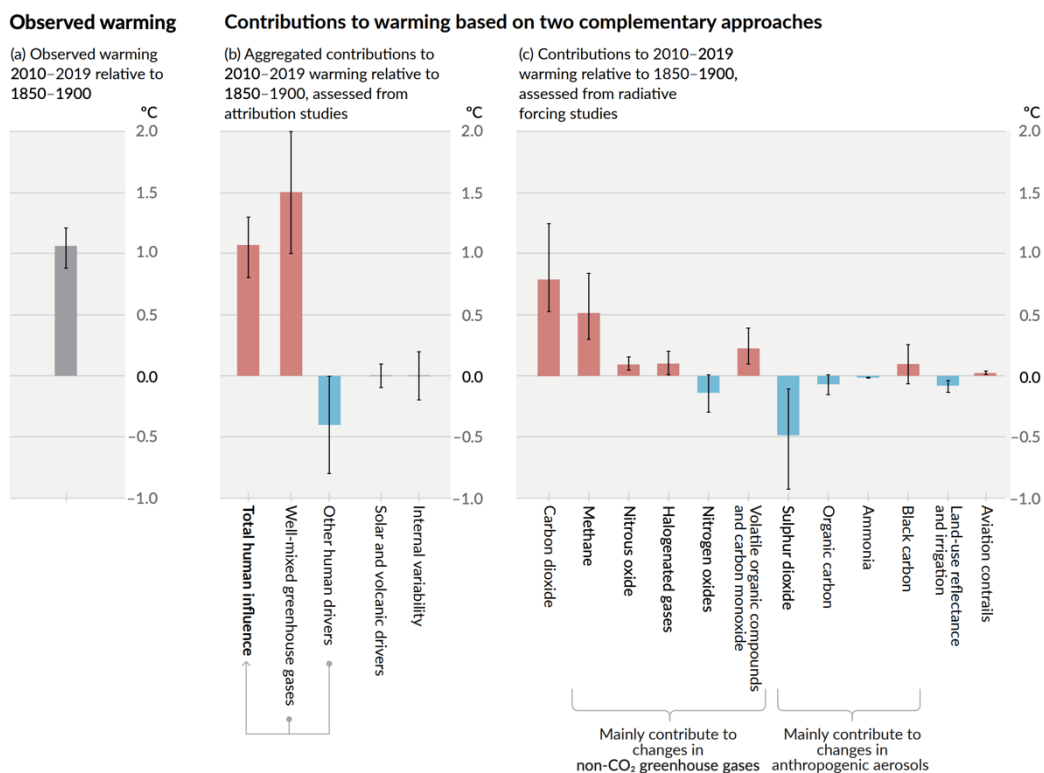 Observed warming
Contributions to warming based on two complementary approaches
(a) Observed warming
2010–2019 relative to
1850–1900
(b) Aggregated contributions to
2010–2019 warming relative to
1850–1900, assessed from
attribution studies
(c) Contributions to 2010–2019
warming relative to 1850–1900,
assessed from radiative
forcing studies
ºC
2.0
1.5
1.0
0.5
0.0
–0.5
–1.0
ºC
2.0
1.5
1.0
0.5
0.0
–0.5
–1.0
ºC
2.0
1.5
1.0
0.5
0.0
–0.5
–1.0
Total human influence
Well-mixed greenhouse gases
Other human drivers
Solar and volcanic drivers
Internal variability
Carbon dioxide
Methane
Nitrous oxide
Halogenated gases
Nitrogen oxides
Volatile organic compounds
and carbon monoxide
Sulphur dioxide
Organic carbon
Ammonia
Black carbon
Land-use reflectance
and irrigation
Aviation contrails
Mainly contribute to
changes in
non-CO₂ greenhouse gases
Mainly contribute to
changes in
anthropogenic aerosols